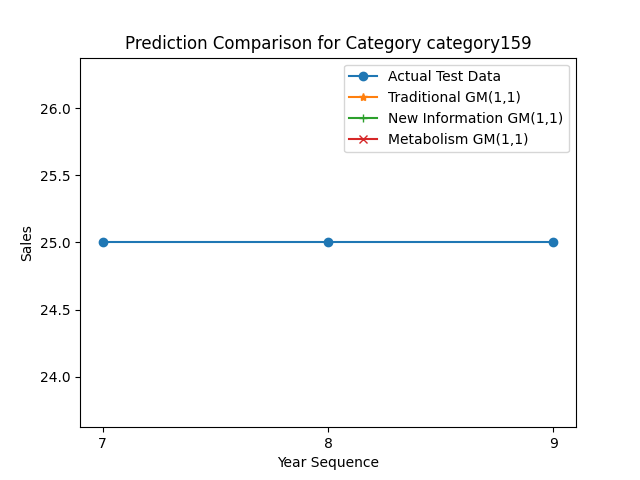 Prediction Comparison for Category category159
Actual Test Data
Traditional GM(1,1)
New Information GM(1,1)
Metabolism GM(1,1)
26.0
25.5
25.0
24.5
24.0
Sales
7
8
9
Year Sequence